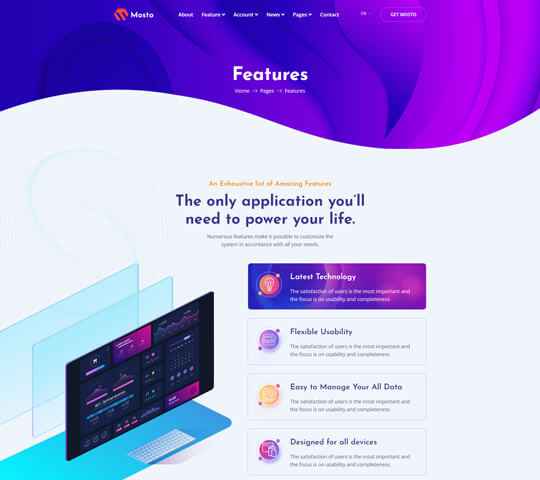 Mosto
About Feature Account News Pages Contact
EN
GET MOSTO
Features
Home -> Pages -> Features
An Exhaustive list of Amazing Features
The only application you'll
need to power your life.
Numerous features make it possible to customize the
system in accordance with all your needs.
Latest Technology
The satisfaction of users is the most important and
the focus is on usability and completeness
Flexible Usability
The satisfaction of users is the most important and
the focus is on usability and completeness
Easy to Manage Your All Data
The satisfaction of users is the most important and
the focus is on usability and completeness
Designed for all devices
The satisfaction of users is the most important and
the focus is on usability and completeness